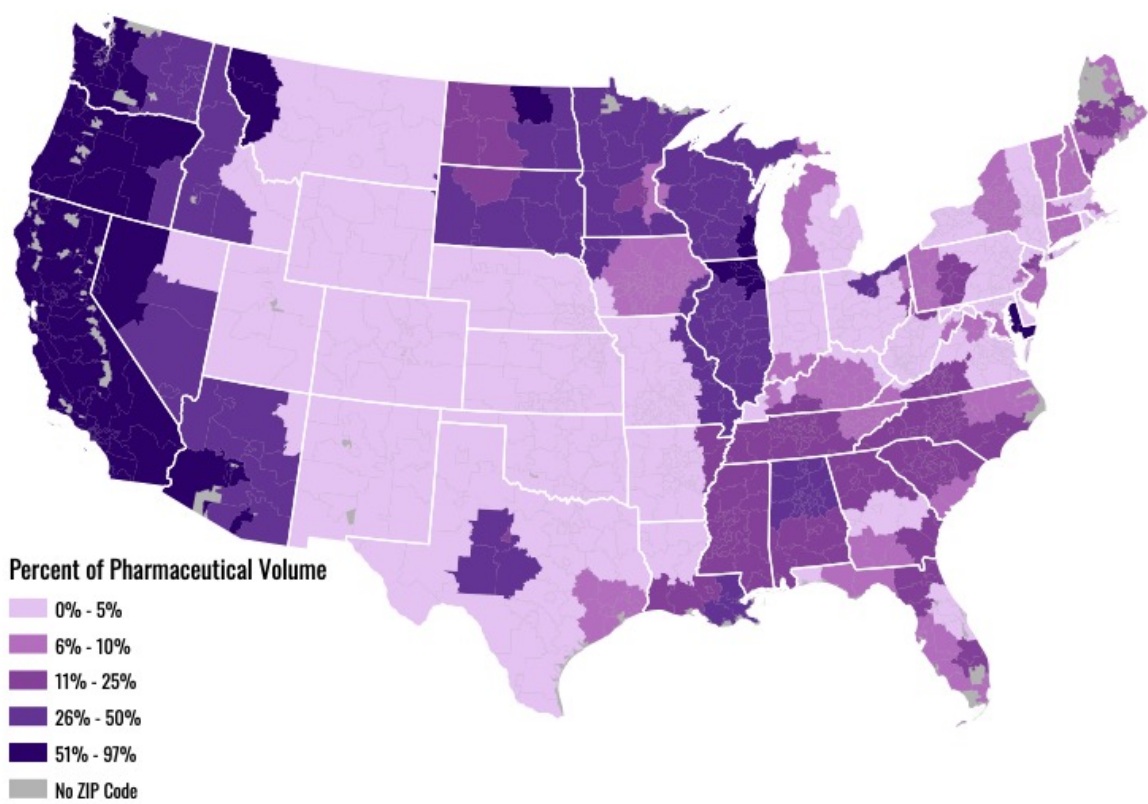 Percent of Pharmaceutical Volume
0% - 5%
6% - 10%
11% - 25%
26% - 50%
51% - 97%
No ZIP Code